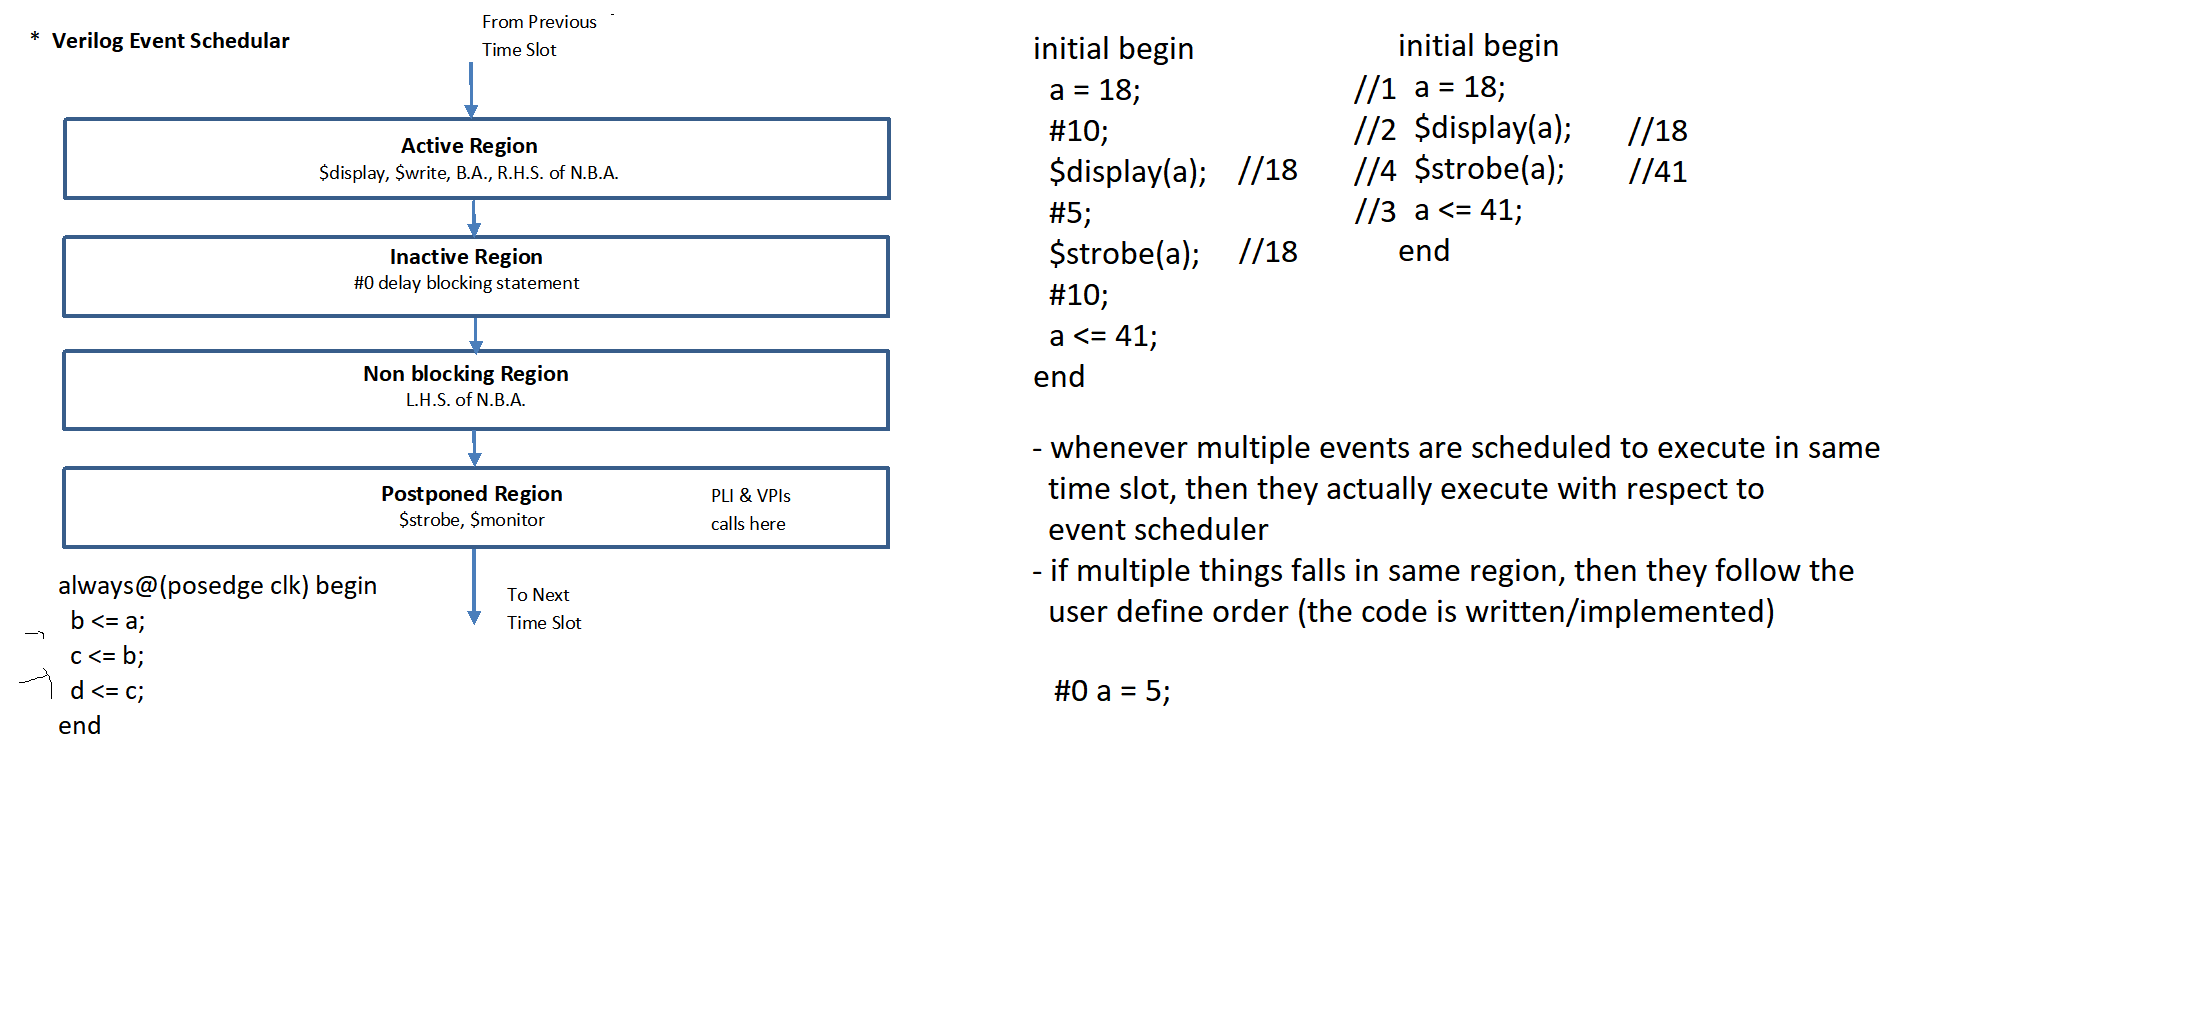 * Verilog Event Schedular
From Previous
Time Slot
Active Region
$display, $write, B.A., R.H.S. of N.B.A.
Inactive Region
#0 delay blocking statement
Non blocking Region
L.H.S. of N.B.A.
Postponed Region
$strobe, $monitor
PLI & VPIs
calls here
To Next
Time Slot
always@(posedge clk) begin
b <= a;
c <= b;
d <= c;
end
initial begin
a = 18;
#10;
$display(a); //18
#5;
$strobe(a); //18
#10;
a <= 41;
end
initial begin
//1 a = 18;
//2 $display(a); //18
//4 $strobe(a); //41
//3 a <= 41;
end
- whenever multiple events are scheduled to execute in same
time slot, then they actually execute with respect to
event scheduler
- if multiple things falls in same region, then they follow the
user define order (the code is written/implemented)
#0 a = 5;